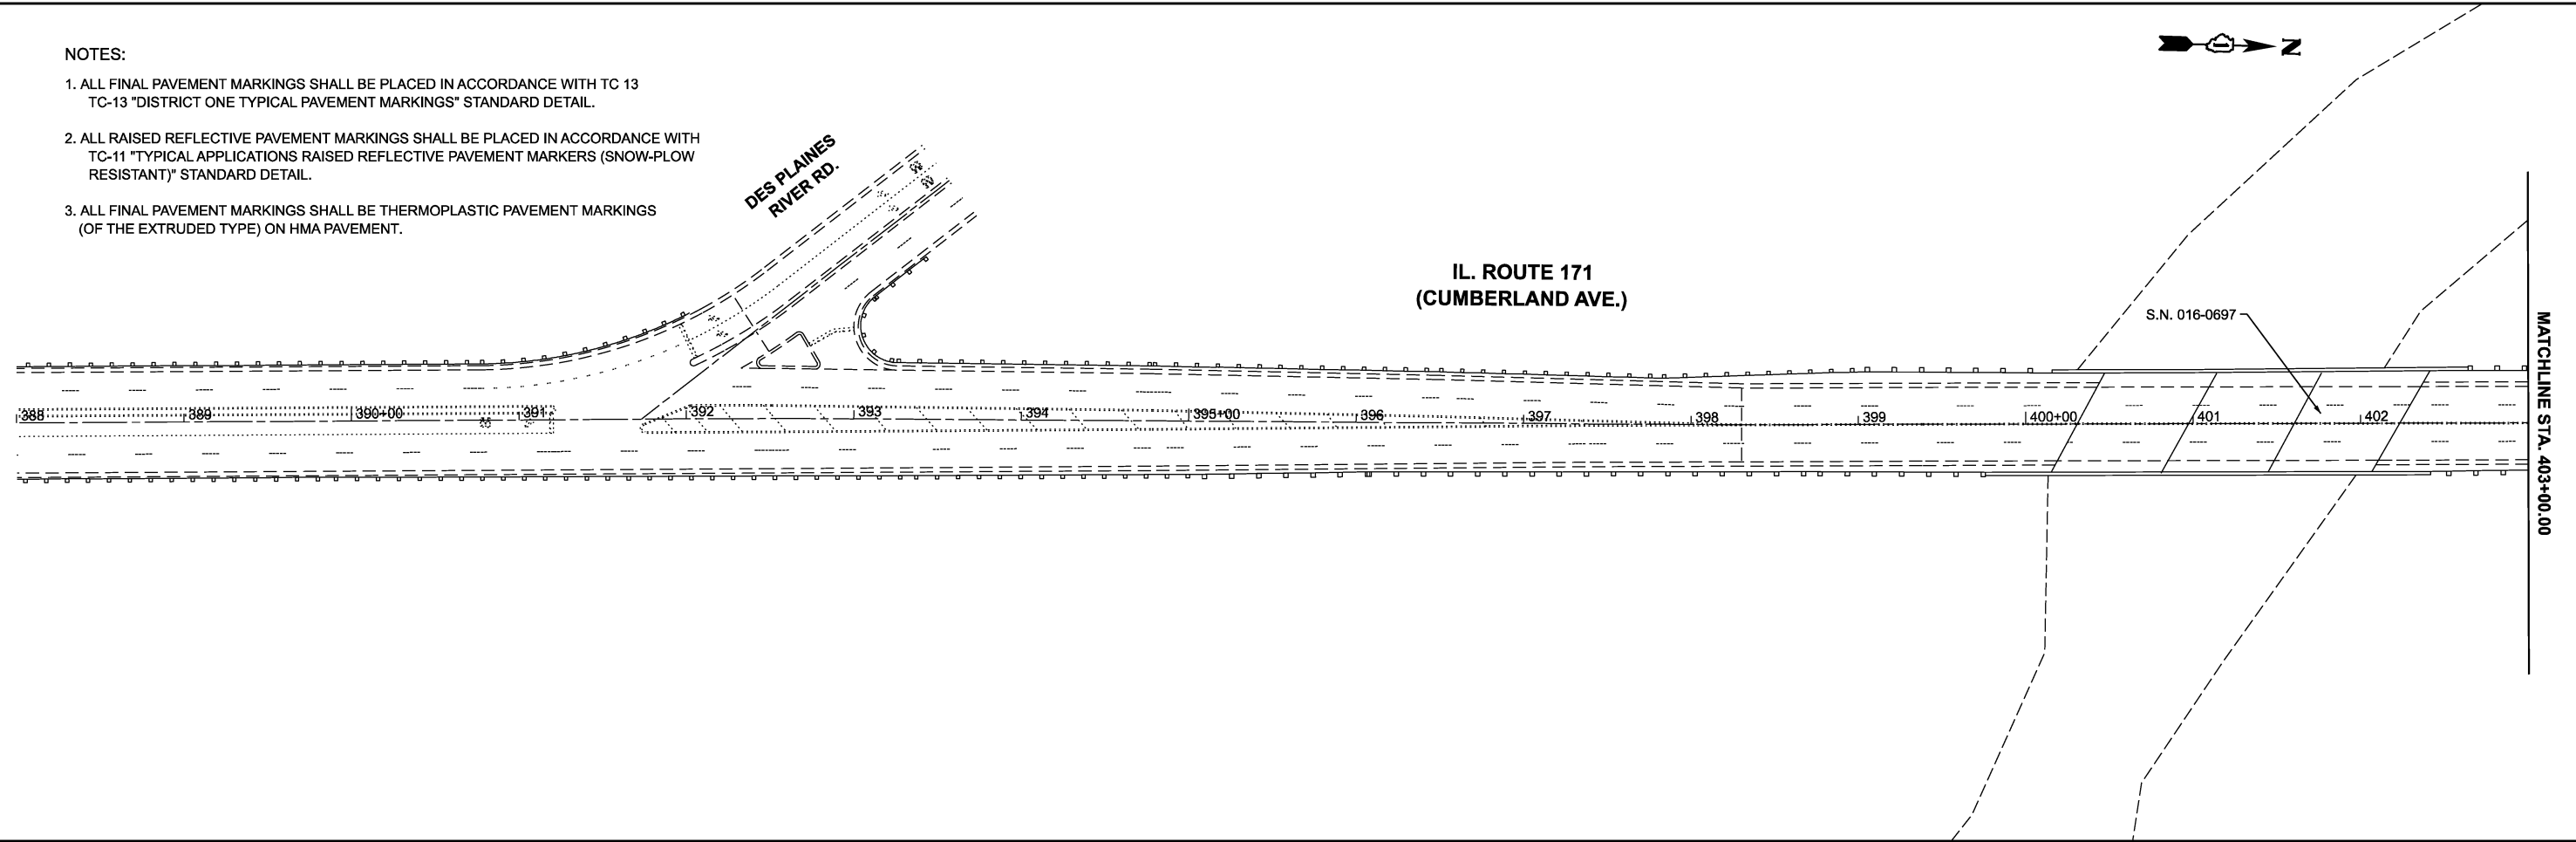 NOTES:
1. ALL FINAL PAVEMENT MARKINGS SHALL BE PLACED IN ACCORDANCE WITH TC 13
TC-13 "DISTRICT ONE TYPICAL PAVEMENT MARKINGS" STANDARD DETAIL.
2. ALL RAISED REFLECTIVE PAVEMENT MARKINGS SHALL BE PLACED IN ACCORDANCE WITH
TC-11 "TYPICAL APPLICATIONS RAISED REFLECTIVE PAVEMENT MARKERS (SNOW-PLOW
RESISTANT)" STANDARD DETAIL.
3. ALL FINAL PAVEMENT MARKINGS SHALL BE THERMOPLASTIC PAVEMENT MARKINGS
(OF THE EXTRUDED TYPE) ON HMA PAVEMENT.
N
DES PLAINES
RIVER RD.
IL. ROUTE 171
(CUMBERLAND AVE.)
S.N. 016-0697
388
389
390+00
391
392
393
394
395+00
396
397
398
399
400+00
401
402
MATCHLINE STA. 403+00.00